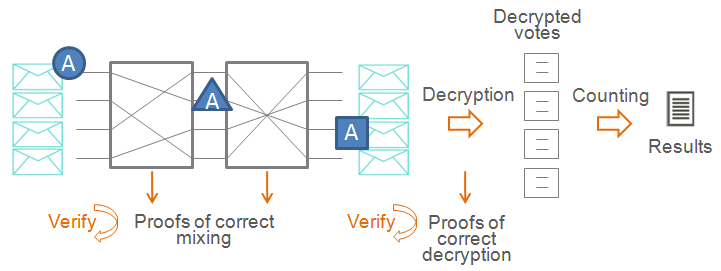 Decrypted
votes
A
A
A
Decryption
Counting
Results
Verify
Proofs of correct
mixing
Verify
Proofs of
correct
decryption